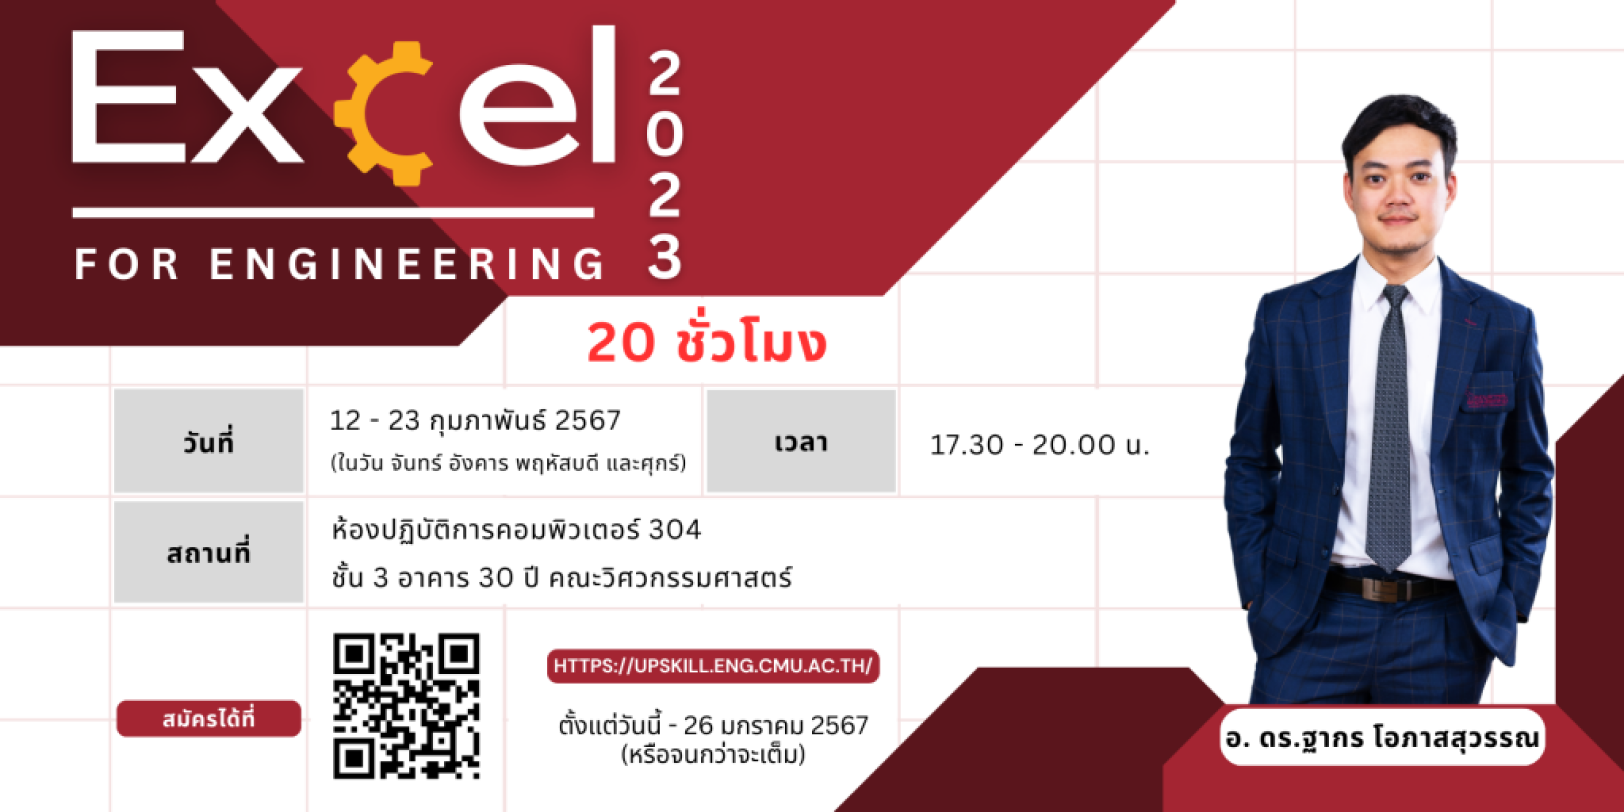 Excel
2023
FOR ENGINEERING
20 ชั่วโมง
วันที่
12 - 23 กุมภาพันธ์ 2567
(ในวัน จันทร์ อังคาร พฤหัสบดี และศุกร์)
เวลา
17.30 - 20.00 น.
สถานที่
ห้องปฏิบัติการคอมพิวเตอร์ 304
ชั้น 3 อาคาร 30 ปี คณะวิศวกรรมศาสตร์
สมัครได้ที่
HTTPS://UPSKILL.ENG.CMU.AC.TH/
ตั้งแต่วันนี้ - 26 มกราคม 2567
(หรือจนกว่าจะเต็ม)
อ. ดร.ฐากร โอภาสสุวรรณ